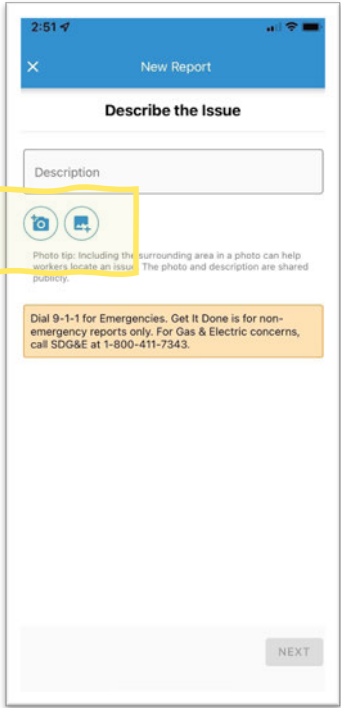 2:51
New Report
Describe the Issue
Description
Photo tip: Including the surrounding area in a photo can help
workers locate an issue. The photo and description are shared
publicly.
Dial 9-1-1 for Emergencies. Get It Done is for non-
emergency reports only. For Gas & Electric concerns,
call SDG&E at 1-800-411-7343.
NEXT